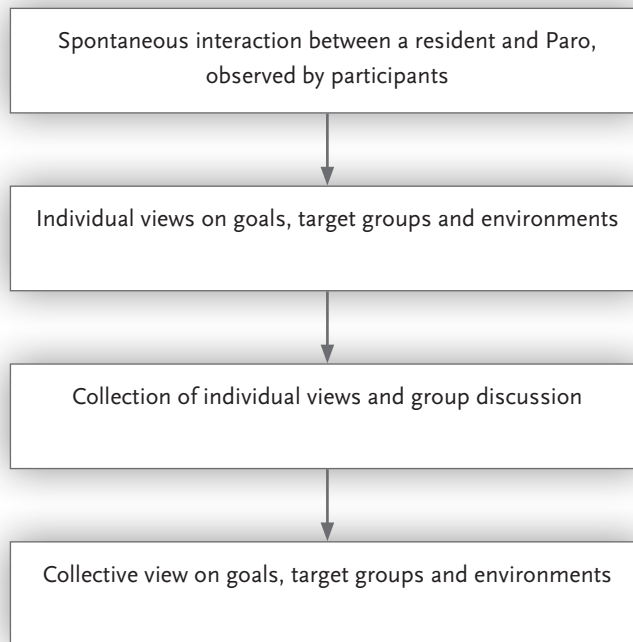 Spontaneous interaction between a resident and Paro,
observed by participants
Individual views on goals, target groups and environments
Collection of individual views and group discussion
Collective view on goals, target groups and environments